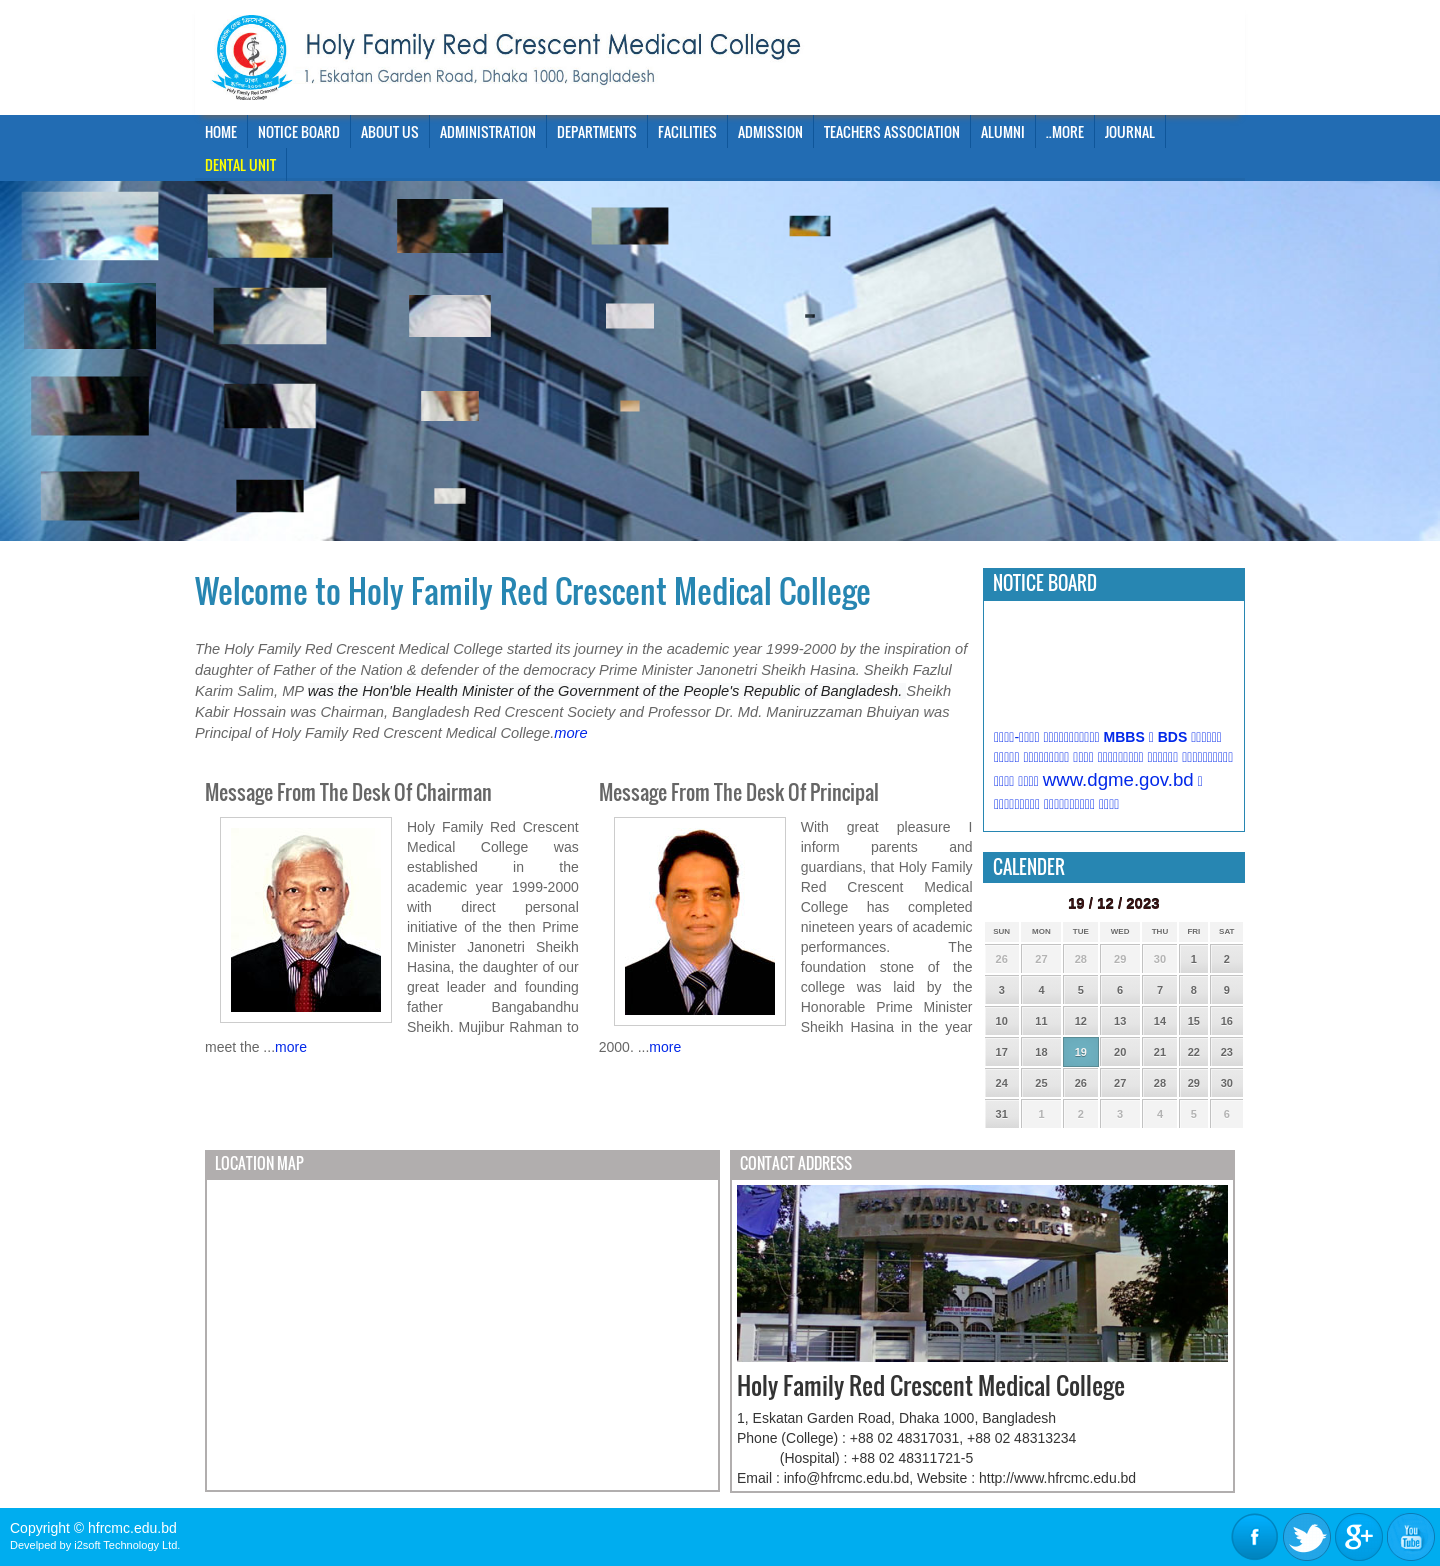 Holy Family Red Crescent Medical College
1, Eskatan Garden Road, Dhaka 1000, Bangladesh
Holy Family Red Crescent
Medical College
HOME NOTICE BOARD ABOUT US ADMINISTRATION DEPARTMENTS FACILITIES ADMISSION TEACHERS ASSOCIATION ALUMNI ..MORE JOURNAL
DENTAL UNIT
Welcome to Holy Family Red Crescent Medical College
The Holy Family Red Crescent Medical College started its journey in the academic year 1999-2000 by the inspiration of
daughter of Father of the Nation & defender of the democracy Prime Minister Janonetri Sheikh Hasina. Sheikh Fazlul
Karim Salim, MP was the Hon'ble Health Minister of the Government of the People's Republic of Bangladesh. Sheikh
Kabir Hossain was Chairman, Bangladesh Red Crescent Society and Professor Dr. Md. Maniruzzaman Bhuiyan was
Principal of Holy Family Red Crescent Medical College.more
Message From The Desk Of Chairman
Holy Family Red Crescent
Medical College was
established in the
academic year 1999-2000
with direct personal
initiative of the then Prime
Minister Janonetri Sheikh
Hasina, the daughter of our
great leader and founding
father Bangabandhu
Sheikh. Mujibur Rahman to
meet the ...more
Message From The Desk Of Principal
With great pleasure I
inform parents and
guardians, that Holy Family
Red Crescent Medical
College has completed
nineteen years of academic
performances. The
foundation stone of the
college was laid by the
Honorable Prime Minister
Sheikh Hasina in the year
2000. ...more
NOTICE BOARD
MBBS BDS
www.dgme.gov.bd
CALENDER
19 / 12 / 2023
SUN MON TUE WED THU FRI SAT
26 27 28 29 30 1 2
3 4 5 6 7 8 9
10 11 12 13 14 15 16
17 18 19 20 21 22 23
24 25 26 27 28 29 30
31 1 2 3 4 5 6
LOCATION MAP
CONTACT ADDRESS
HOLY FAMILY RED CRESCENT
MEDICAL COLLEGE
Holy Family Red Crescent Medical College
1, Eskatan Garden Road, Dhaka 1000, Bangladesh
Phone (College) : +88 02 48317031, +88 02 48313234
(Hospital) : +88 02 48311721-5
Email : info@hfrcmc.edu.bd, Website : http://www.hfrcmc.edu.bd
Copyright © hfrcmc.edu.bd
Develped by i2soft Technology Ltd.
f g+ You Tube